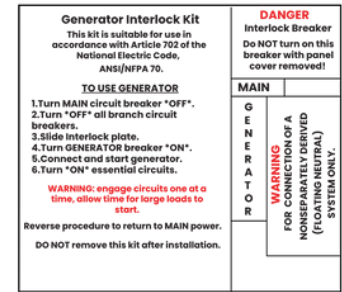 Generator Interlock Kit
This kit is suitable for use in
accordance with Article 702 of the
National Electric Code,
ANSI/NFPA 70.
TO USE GENERATOR
1.Turn MAIN circuit breaker *OFF*.
2.Turn *OFF* all branch circuit
breakers.
3.Slide Interlock plate.
4.Turn GENERATOR breaker *ON*.
5.Connect and start generator.
6.Turn *ON* essential circuits.
WARNING: engage circuits one at a
time, allow time for large loads to
start.
Reverse procedure to return to MAIN power.
DO NOT remove this kit after installation.
DANGER
Interlock Breaker
Do NOT turn on this
breaker with panel
cover removed!
MAIN
G
E
N
E
R
A
T
O
R
WARNING
FOR CONNECTION OF A
NONSEPARATELY DERIVED
(FLOATING NEUTRAL)
SYSTEM ONLY.